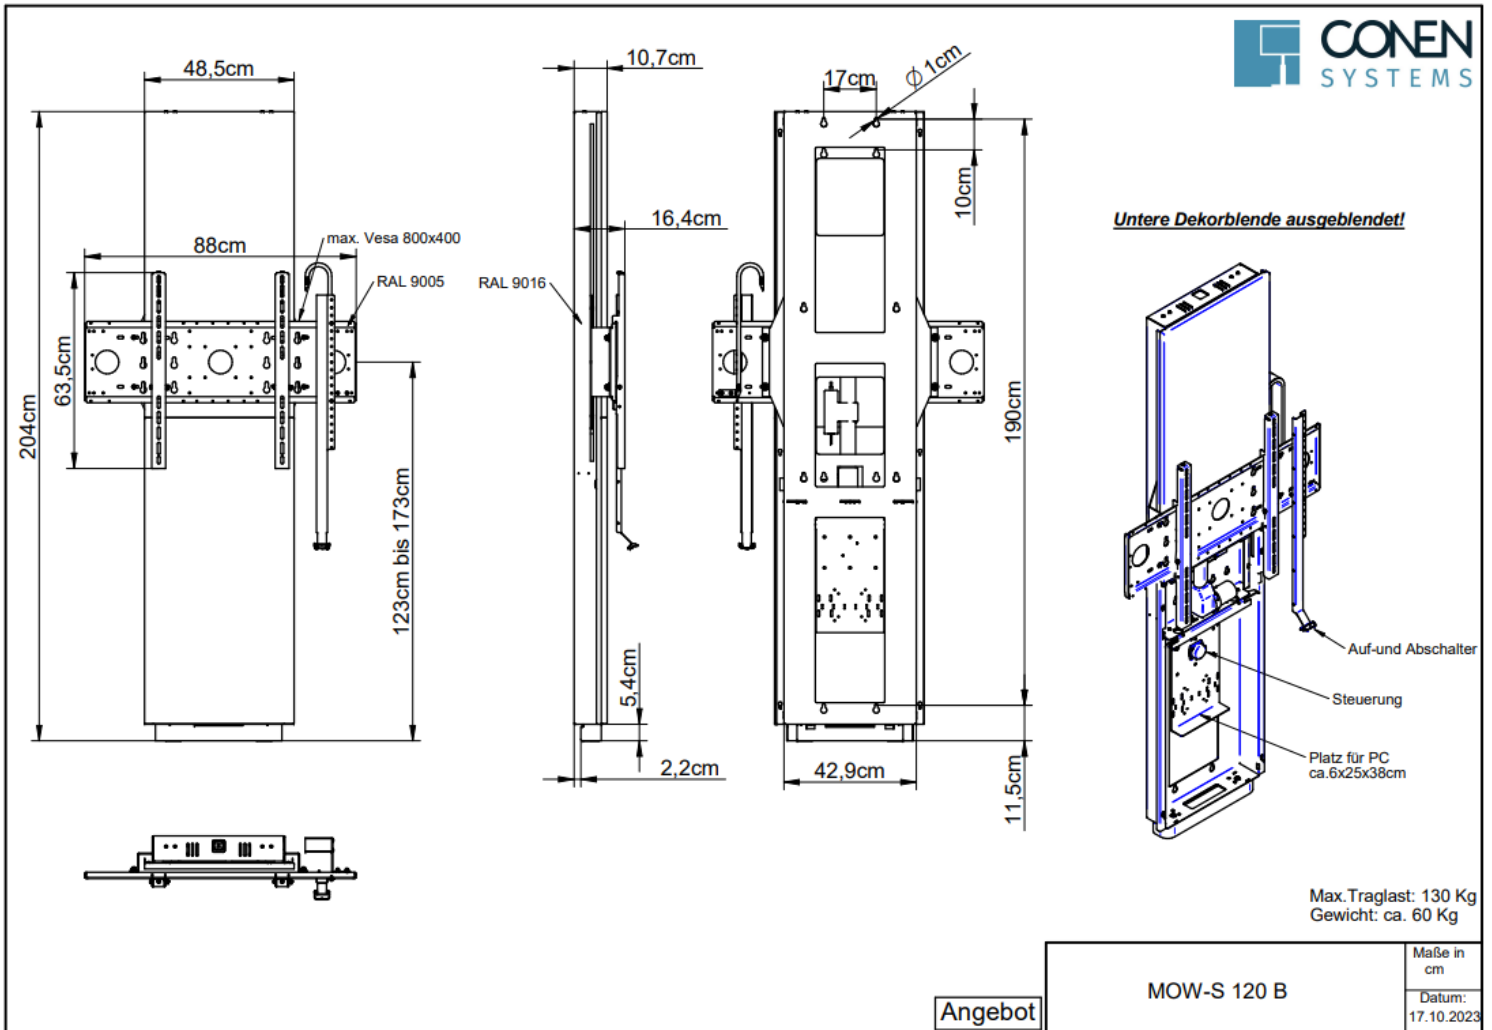 CONEN
SYSTEMS
48,5cm
10,7cm
17cm
Ø 1cm
10cm
16,4cm
Untere Dekorblende ausgeblendet!
88cm
max. Vesa 800x400
RAL 9005
RAL 9016
63,5cm
204cm
190cm
123cm bis 173cm
5,4cm
2,2cm
42,9cm
11,5cm
Auf-und Abschalter
Steuerung
Platz für PC
ca.6x25x38cm
Max.Traglast: 130 Kg
Gewicht: ca. 60 Kg
Angebot
MOW-S 120 B
Maße in
cm
Datum:
17.10.2023